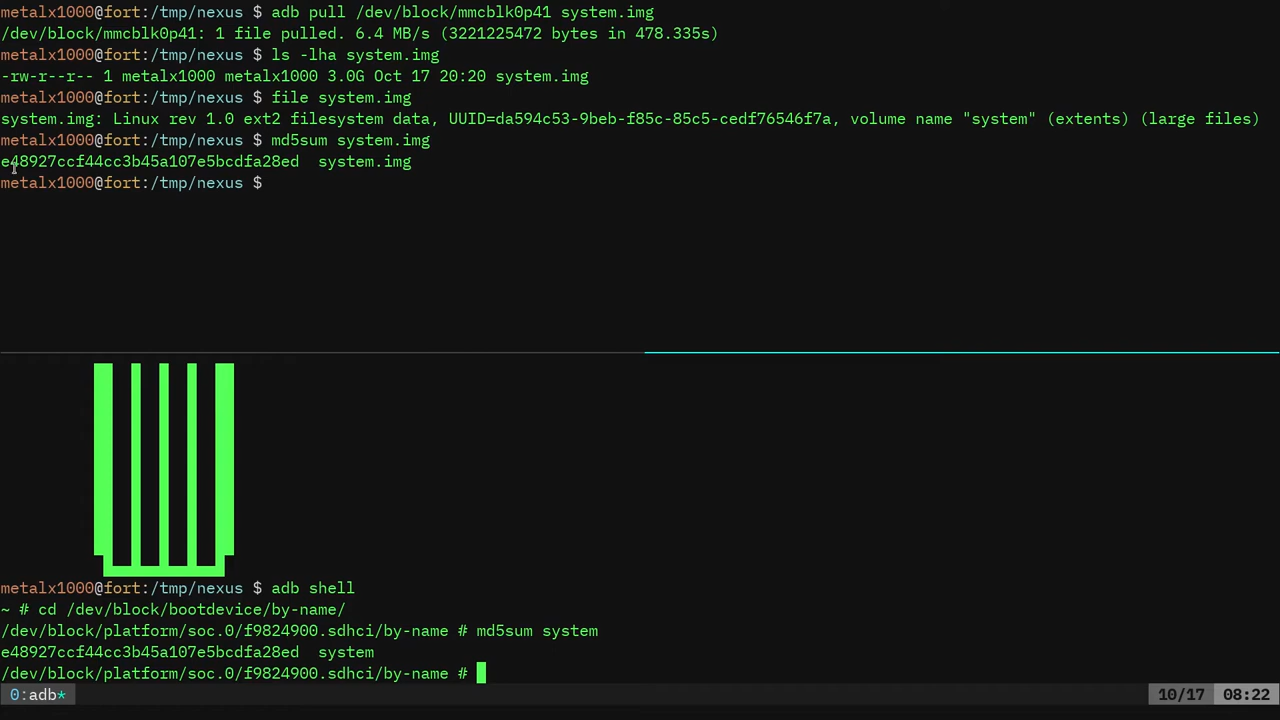 metalx1000@fort:/tmp/nexus $ adb pull /dev/block/mmcblk0p41 system.img
/dev/block/mmcblk0p41: 1 file pulled. 6.4 MB/s (3221225472 bytes in 478.335s)
metalx1000@fort:/tmp/nexus $ ls -lha system.img
-rw-r--r-- 1 metalx1000 metalx1000 3.0G Oct 17 20:20 system.img
metalx1000@fort:/tmp/nexus $ file system.img
system.img: Linux rev 1.0 ext2 filesystem data, UUID=da594c53-9beb-f85c-85c5-cedf76546f7a, volume name "system" (extents) (large files)
metalx1000@fort:/tmp/nexus $ md5sum system.img
e48927ccf44cc3b45a107e5bcdfa28ed  system.img
metalx1000@fort:/tmp/nexus $
metalx1000@fort:/tmp/nexus $ adb shell
~ # cd /dev/block/bootdevice/by-name/
/dev/block/platform/soc.0/f9824900.sdhci/by-name # md5sum system
e48927ccf44cc3b45a107e5bcdfa28ed  system
/dev/block/platform/soc.0/f9824900.sdhci/by-name #
0:adb* 10/17 08:22